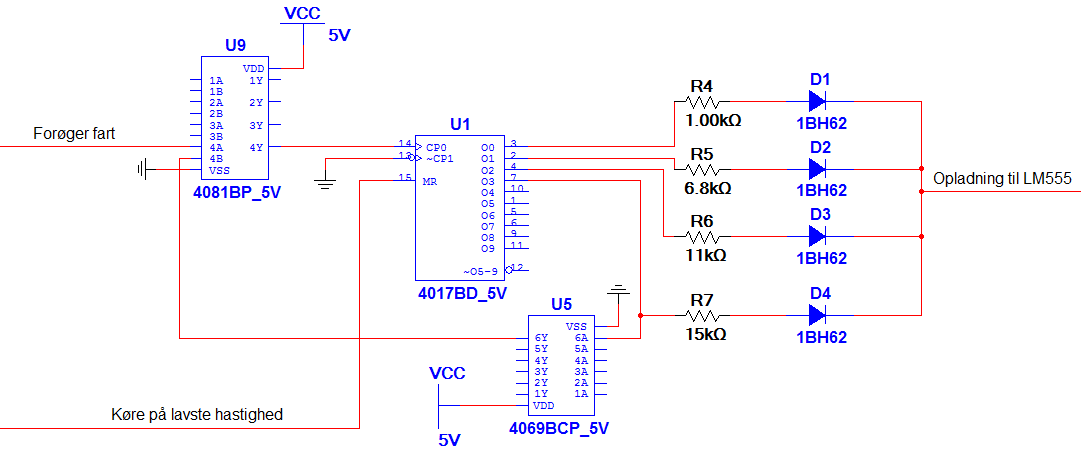 VCC
5V
U9
VDD
1A 1Y
1B
2A 2Y
2B
3A 3Y
3B
4A 4Y
4B
VSS
4081BP_5V
Forøger fart
U1
14 CP0 O0 3
13 ~CP1 O1 2
O2 4
15 MR O3 7
O4 10
O5 1
O6 5
O7 6
O8 9
O9 11
~O5-9 12
4017BD_5V
R4
1.00kΩ
D1
1BH62
R5
6.8kΩ
D2
1BH62
R6
11kΩ
D3
1BH62
R7
15kΩ
D4
1BH62
Opladning til LM555
U5
VSS
6Y 6A
5Y 5A
4Y 4A
3Y 3A
2Y 2A
1Y 1A
VDD
4069BCP_5V
VCC
5V
Køre på lavste hastighed